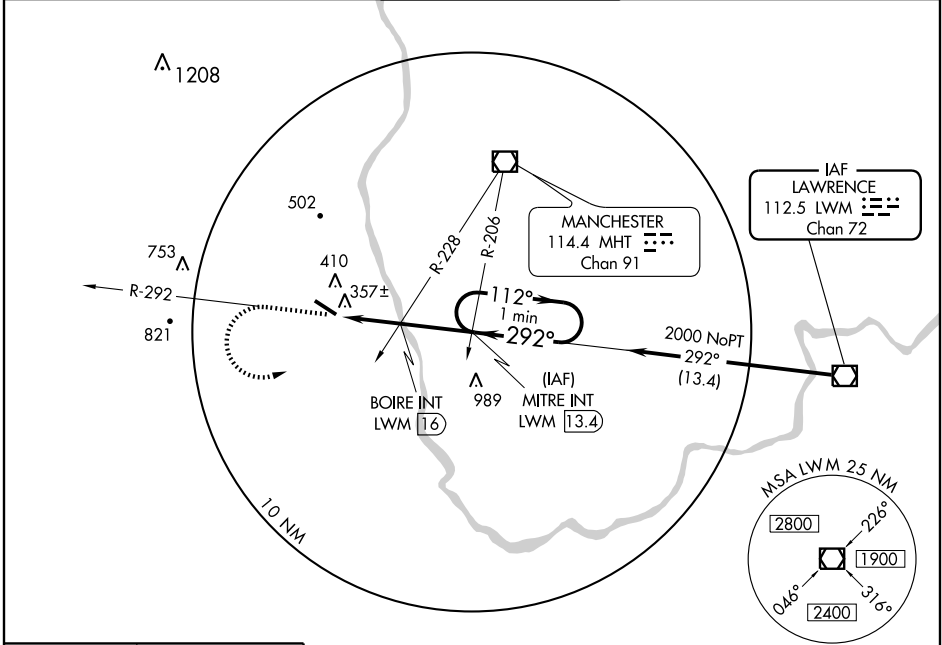 1208
IAF
LAWRENCE
112.5 LWM
Chan 72
502
MANCHESTER
114.4 MHT
Chan 91
R-228
R-206
753
410
357±
R-292
821
112°
1 min
292°
2000 NoPT
292°
(13.4)
989
(IAF)
MITRE INT
LWM 13.4
BOIRE INT
LWM 16
10 NM
MSA LWM 25 NM
2800
226°
1900
046°
316°
2400